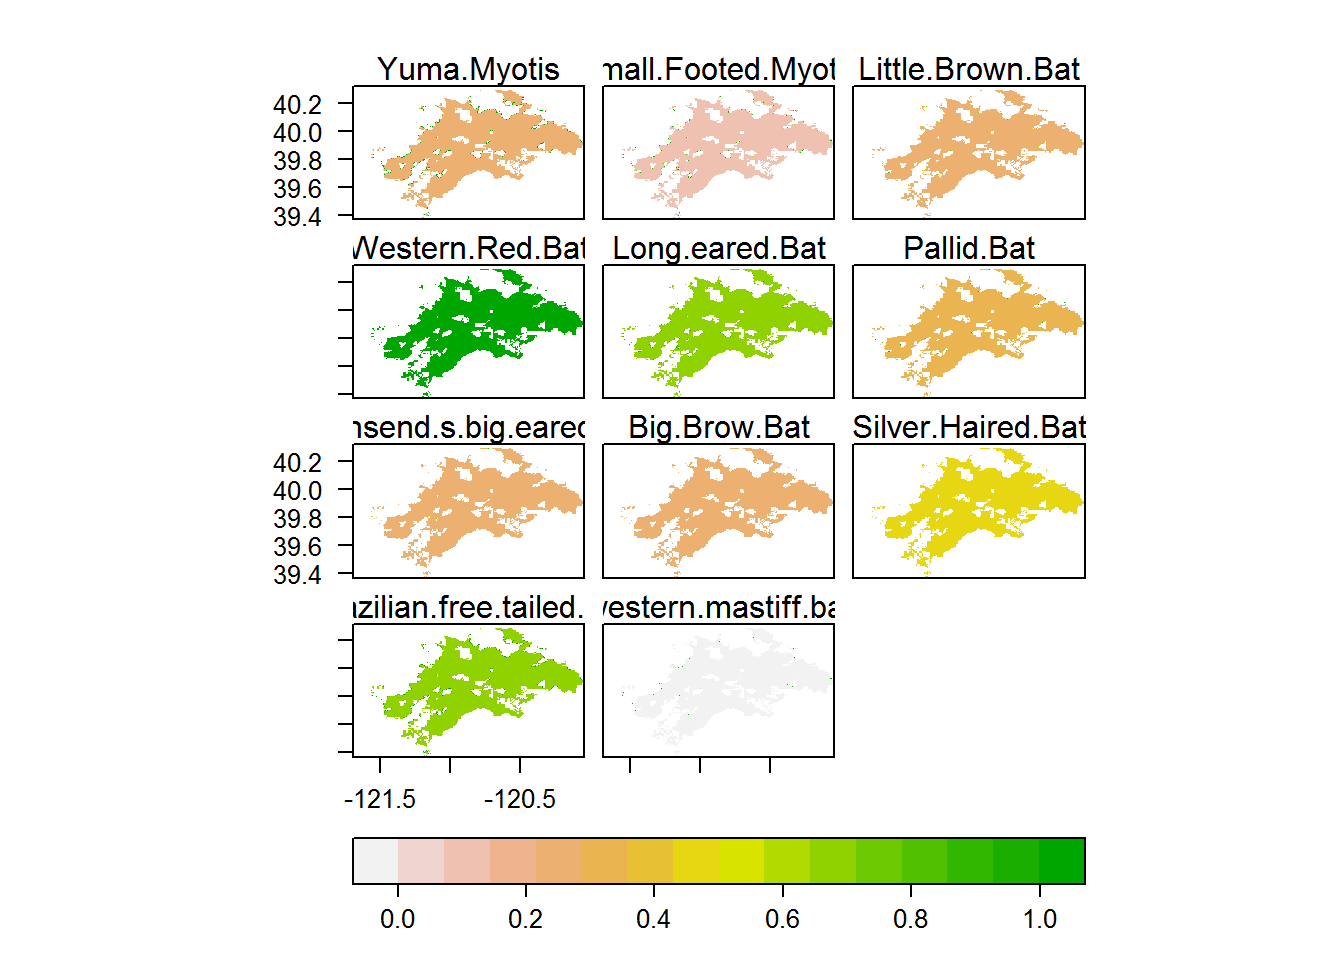 Yuma.Myotis mall.Footed.Myot Little.Brown.Bat
40.2
40.0
39.8
39.6
39.4
Western.Red.Bat Long.eared.Bat Pallid.Bat
nsend.s.big.eared Big.Brow.Bat Silver.Haired.Bat
40.2
40.0
39.8
39.6
39.4
azilian.free.tailed. western.mastiff.ba
-121.5 -120.5
0.0 0.2 0.4 0.6 0.8 1.0